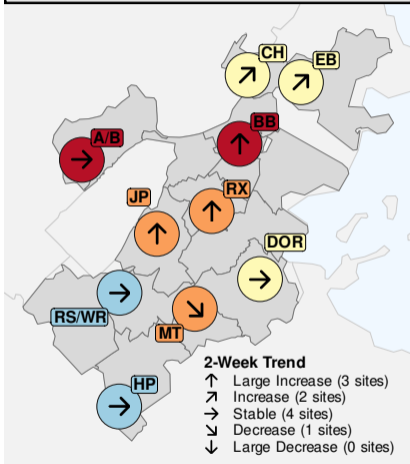 CH
EB
BB
A/B
RX
JP
DOR
RS/WR
MT
HP
2-Week Trend
↑ Large Increase (3 sites)
↗ Increase (2 sites)
→ Stable (4 sites)
↘ Decrease (1 sites)
↓ Large Decrease (0 sites)